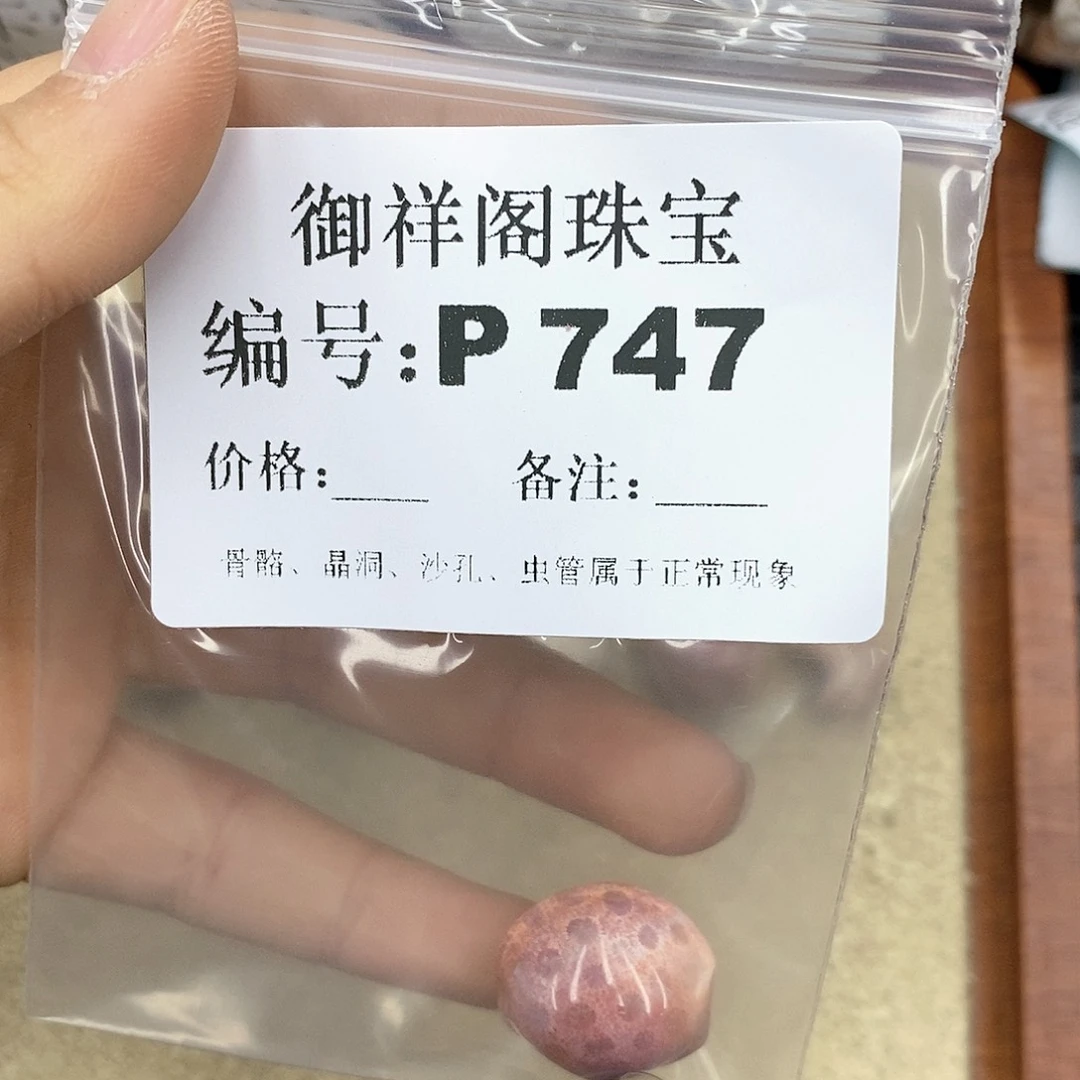 御祥阁珠宝
编号:P 747
价格:____ 备注:____
骨骼、晶洞、沙孔、虫管属于正常现象